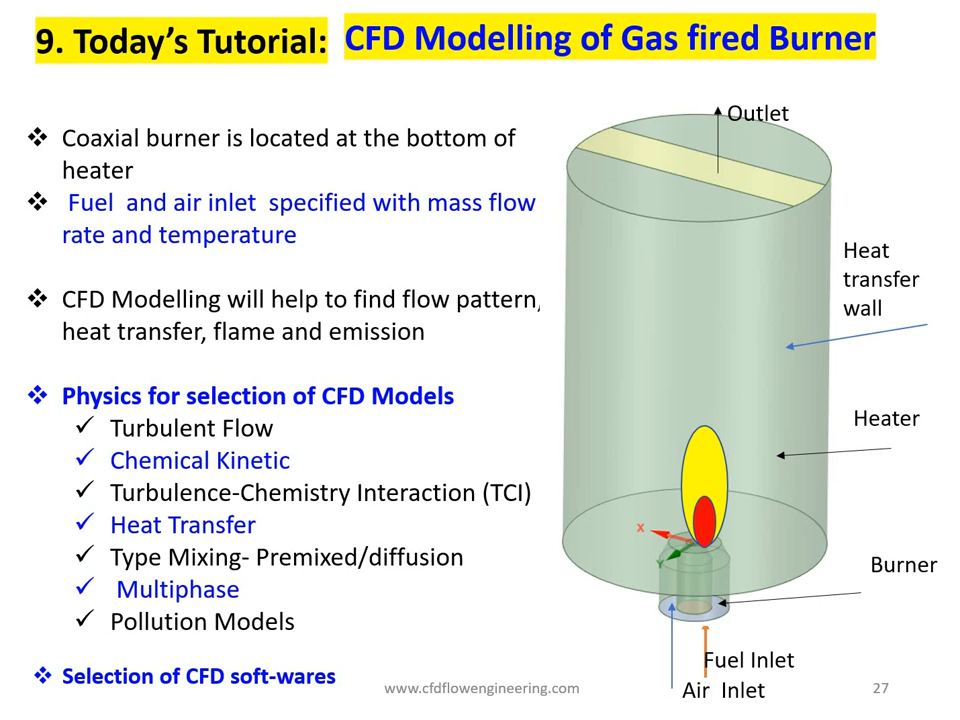 9. Today's Tutorial: CFD Modelling of Gas fired Burner
Coaxial burner is located at the bottom of
heater
Fuel and air inlet specified with mass flow
rate and temperature
CFD Modelling will help to find flow pattern,
heat transfer, flame and emission
Physics for selection of CFD Models
Turbulent Flow
Chemical Kinetic
Turbulence-Chemistry Interaction (TCI)
Heat Transfer
Type Mixing- Premixed/diffusion
Multiphase
Pollution Models
Selection of CFD soft-wares
Outlet
Heat
transfer
wall
Heater
X
Y
Burner
Fuel Inlet
Air Inlet
www.cfdflowengineering.com
27